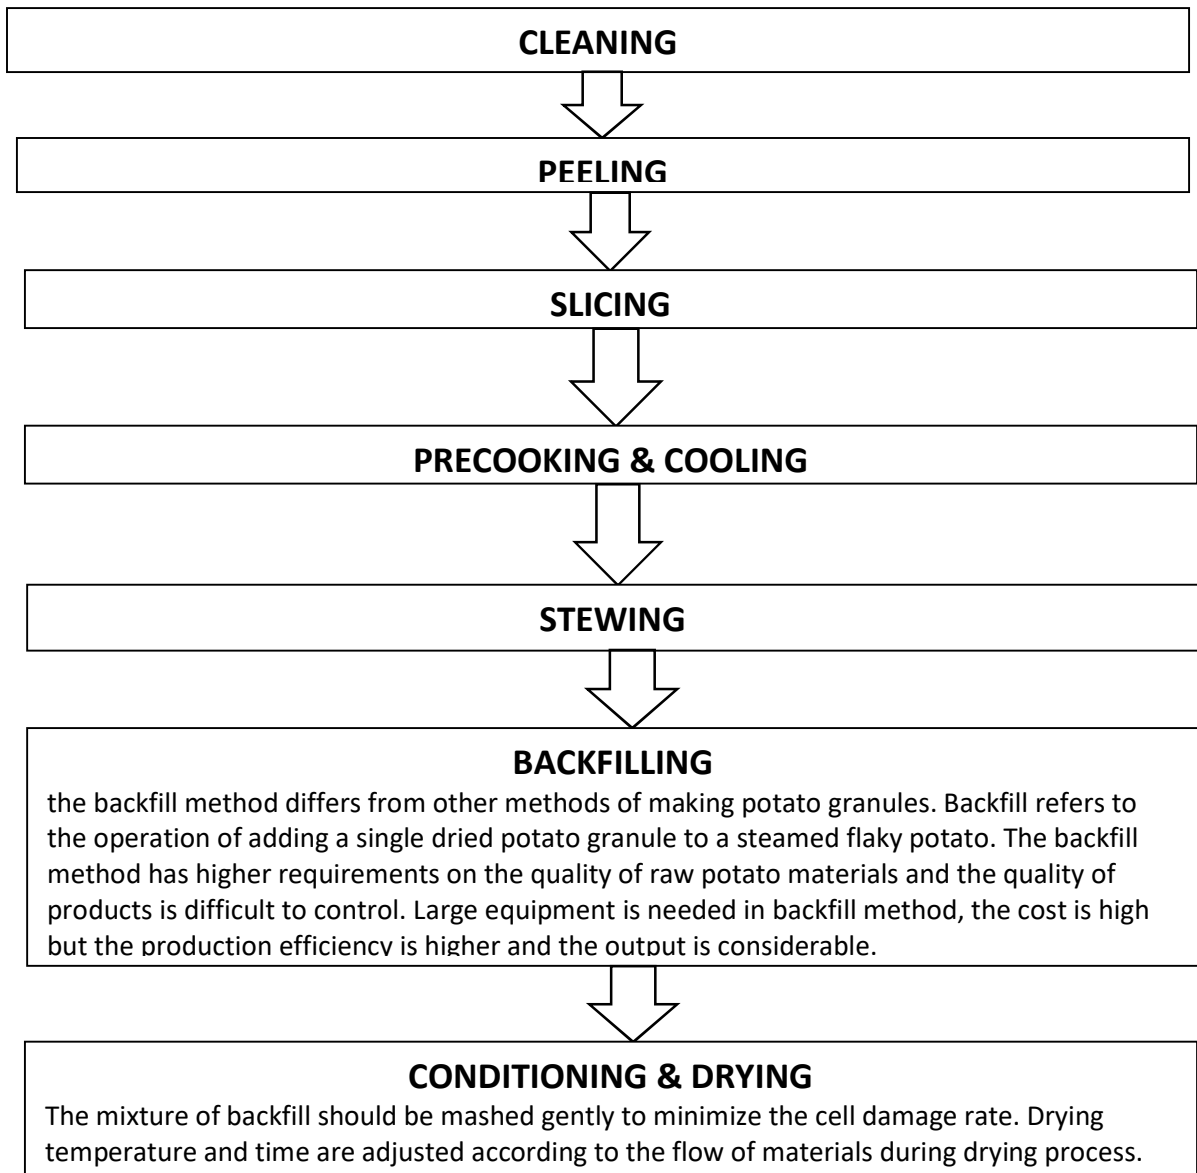 CLEANING
PEELING
SLICING
PRECOOKING & COOLING
STEWING
BACKFILLING
the backfill method differs from other methods of making potato granules. Backfill refers to
the operation of adding a single dried potato granule to a steamed flaky potato. The backfill
method has higher requirements on the quality of raw potato materials and the quality of
products is difficult to control. Large equipment is needed in backfill method, the cost is high
but the production efficiency is higher and the output is considerable.
CONDITIONING & DRYING
The mixture of backfill should be mashed gently to minimize the cell damage rate. Drying
temperature and time are adjusted according to the flow of materials during drying process.